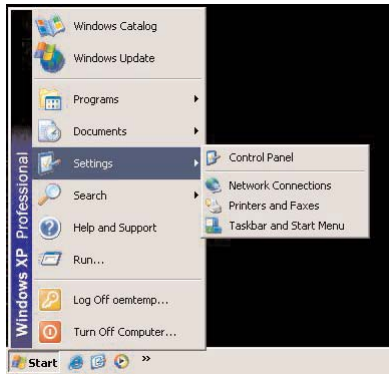 Windows Catalog
Windows Update
Programs
Documents
Settings
Search
Help and Support
Run...
Log Off oemtemp...
Turn Off Computer...
Control Panel
Network Connections
Printers and Faxes
Taskbar and Start Menu
Windows XP Professional
Start
»